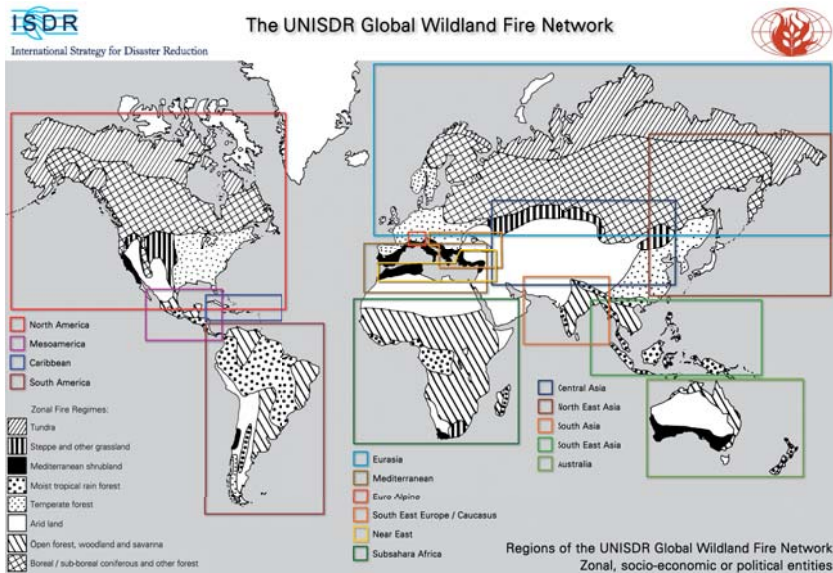 ISDR
International Strategy for Disaster Reduction
The UNISDR Global Wildland Fire Network
North America
Mesoamerica
Caribbean
South America
Zonal Fire Regimes:
Tundra
Steppe and other grassland
Mediterranean shrubland
Moist tropical rain forest
Temperate forest
Arid land
Open forest, woodland and savanna
Boreal / sub-boreal coniferous and other forest
Eurasia
Mediterranean
Euro Alpine
South East Europe / Caucasus
Near East
Subsahara Africa
Central Asia
North East Asia
South Asia
South East Asia
Australia
Regions of the UNISDR Global Wildland Fire Network
Zonal, socio-economic or political entities